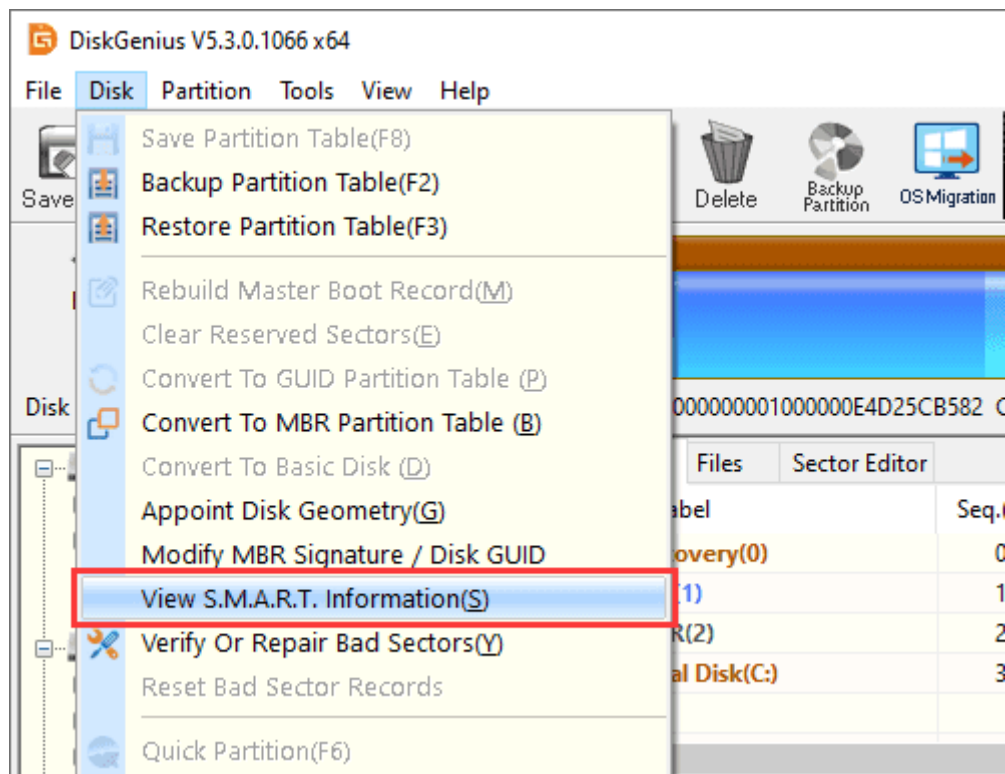 DiskGenius V5.3.0.1066 x64
File Disk Partition Tools View Help
Save
Delete
Backup
Partition
OS Migration
Save Partition Table(F8)
Backup Partition Table(F2)
Restore Partition Table(F3)
Rebuild Master Boot Record(M)
Clear Reserved Sectors(E)
Convert To GUID Partition Table (P)
Convert To MBR Partition Table (B)
Convert To Basic Disk (D)
Appoint Disk Geometry(G)
Modify MBR Signature / Disk GUID
View S.M.A.R.T. Information(S)
Verify Or Repair Bad Sectors(Y)
Reset Bad Sector Records
Quick Partition(F6)
Disk
000000001000000E4D25CB582
Files Sector Editor
abel Seq.(
overy(0) 0
(1) 1
R(2) 2
al Disk(C:) 3